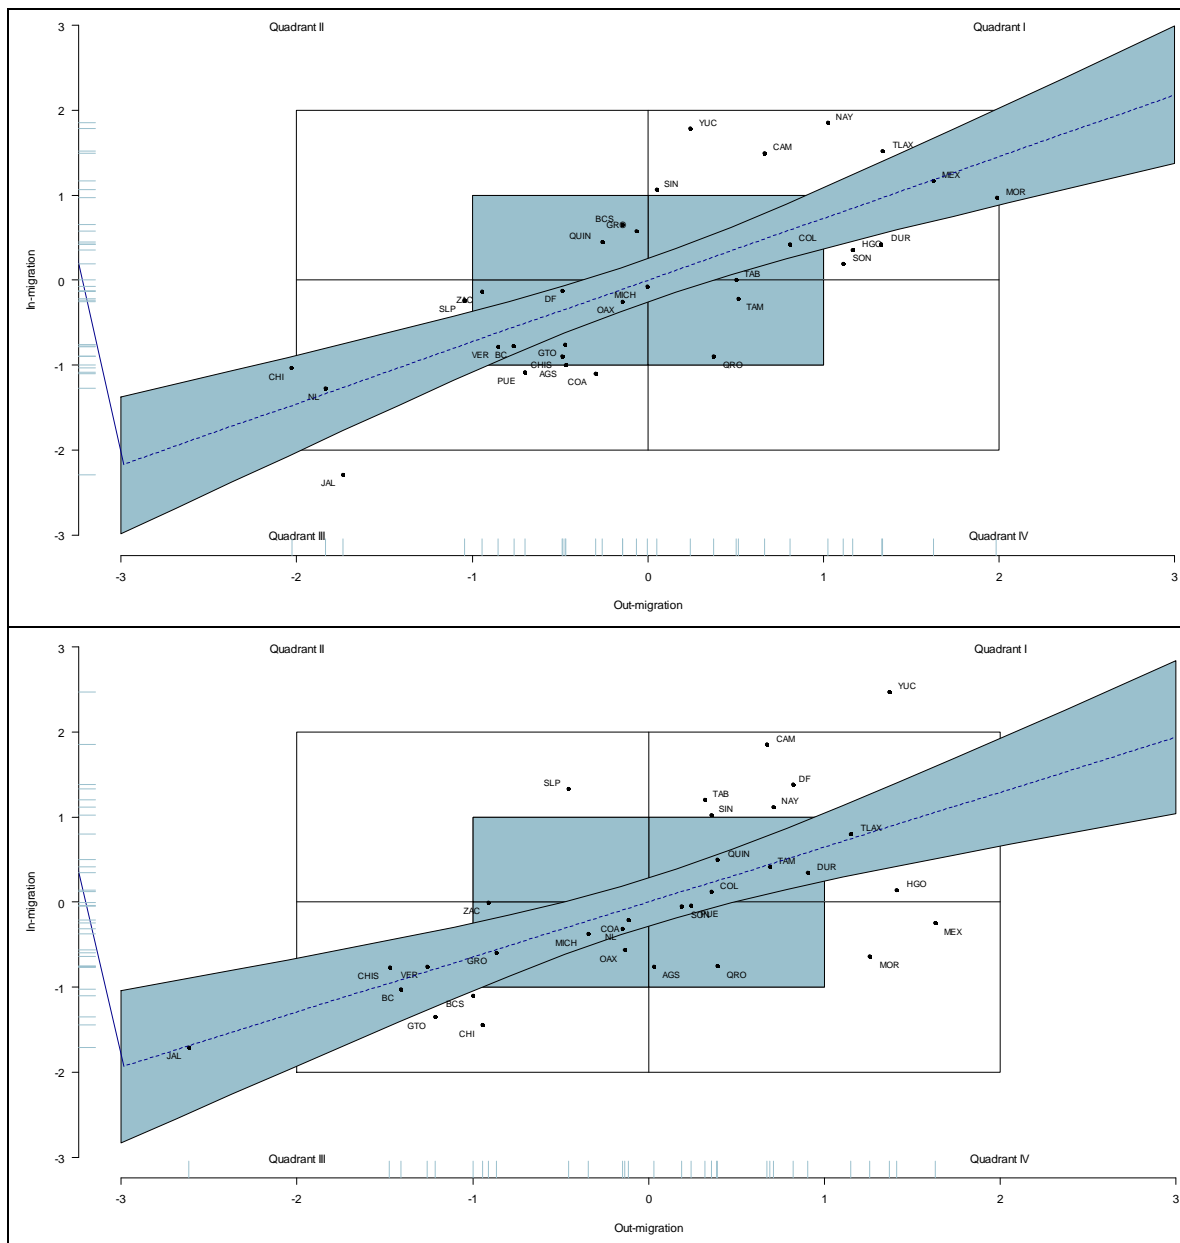 Quadrant II Quadrant I
3
2
1
0
-1
-2
-3
In-migration
YUC NAY
CAM TLAX
SIN MEX
MOR
BCS
GRO
QUIN
COL HGO DUR
SON
TAB
ZAC DF MICH
SLP OAX TAM
VER BC GTO QRO
CHI CHIS
PUE AGS COA
NL
JAL
Quadrant III Quadrant IV
-3 -2 -1 0 1 2 3
Out-migration
Quadrant II Quadrant I
3
2
1
0
-1
-2
-3
In-migration
YUC
CAM
SLP DF
TAB NAY
SIN
TLAX
QUIN
TAM DUR
COL HGO
ZAC SON PUE
COA MEX
MICH NL
GRO OAX MOR
CHIS VER AGS QRO
BC BCS
GTO CHI
JAL
Quadrant III Quadrant IV
-3 -2 -1 0 1 2 3
Out-migration